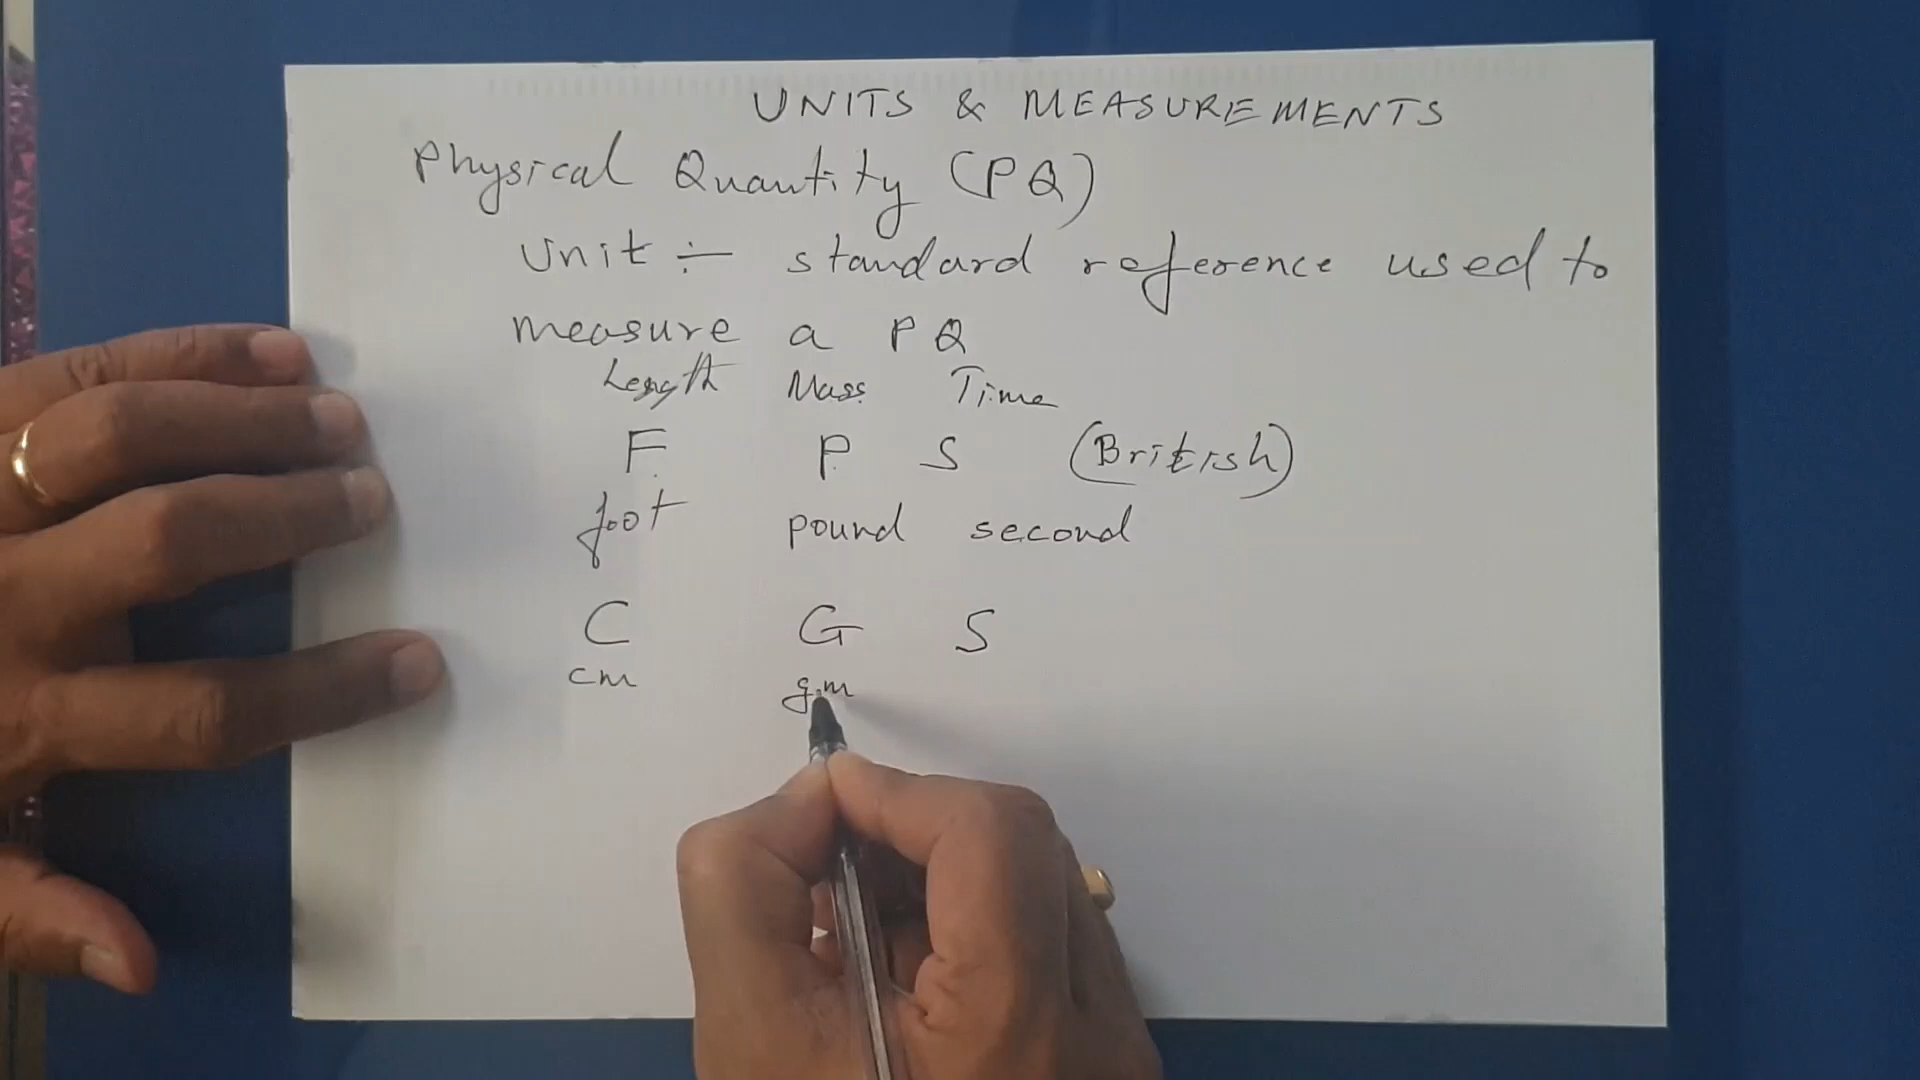 UNITS & MEASUREMENTS
Physical Quantity (PQ)
Unit ÷ standard reference used to
measure a PQ
Length Mass Time
F P S (British)
foot pound second
C G S
cm gm